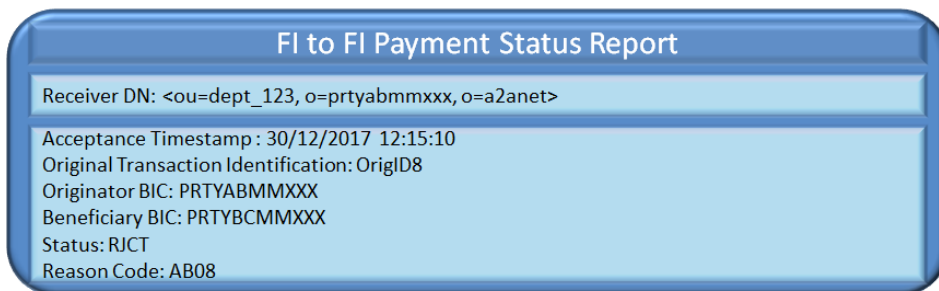 FI to FI Payment Status Report
Receiver DN: <ou=dept_123, o=prtyabmmxxx, o=a2anet>
Acceptance Timestamp : 30/12/2017 12:15:10
Original Transaction Identification: OrigID8
Originator BIC: PRTYABMMXXX
Beneficiary BIC: PRTYBCMMXXX
Status: RJCT
Reason Code: AB08